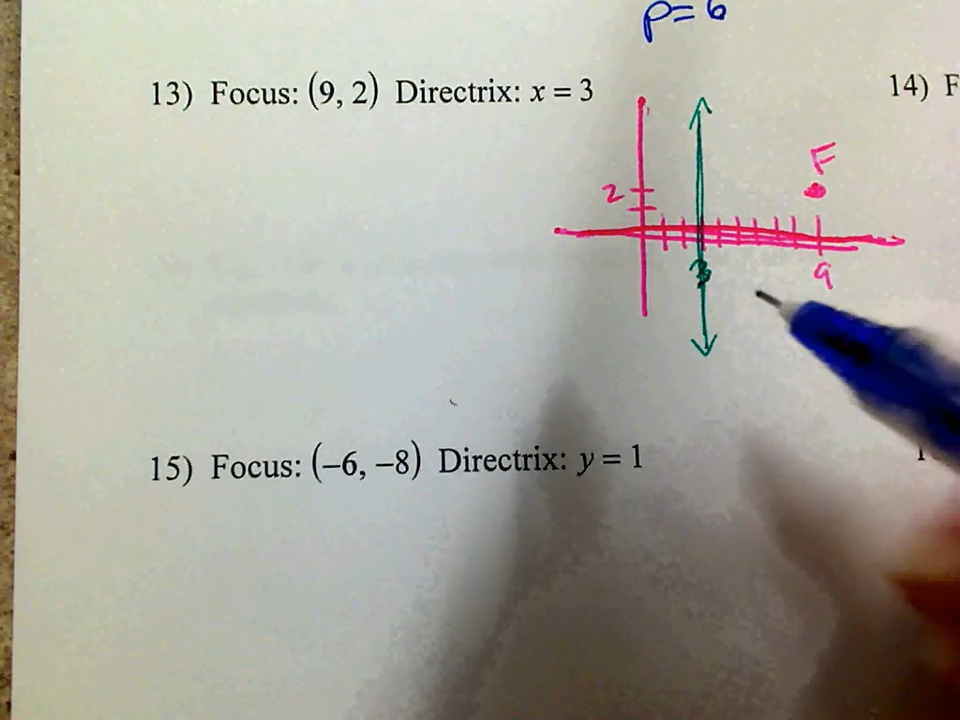 p=6
13) Focus: (9, 2) Directrix: x = 3
14) F
F
2
3
9
15) Focus: (−6, −8) Directrix: y = 1